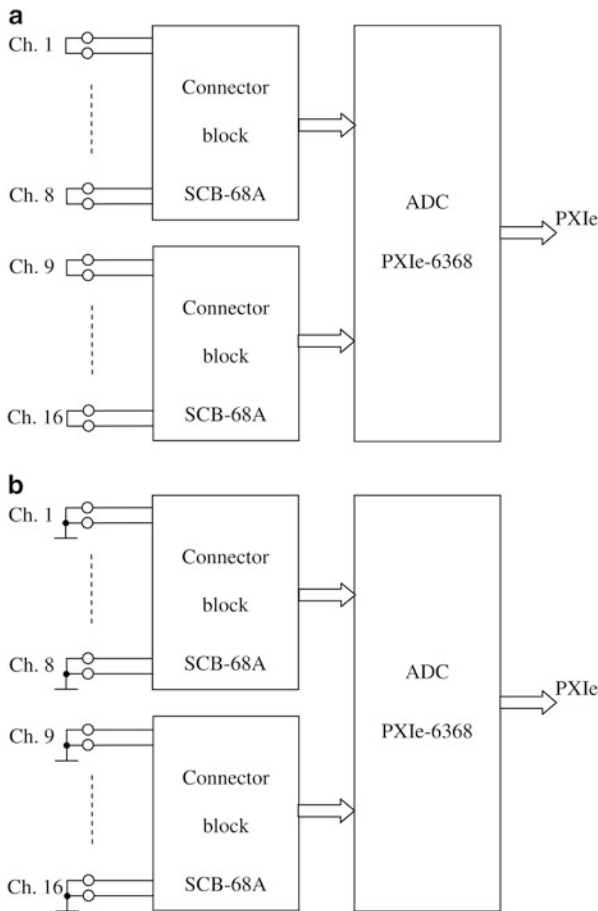 a
Ch. 1
Connector
block
Ch. 8
SCB-68A
ADC
PXIe-6368
PXIe
Ch. 9
Connector
block
Ch. 16
SCB-68A
b
Ch. 1
Connector
block
Ch. 8
SCB-68A
ADC
PXIe-6368
PXIe
Ch. 9
Connector
block
Ch. 16
SCB-68A